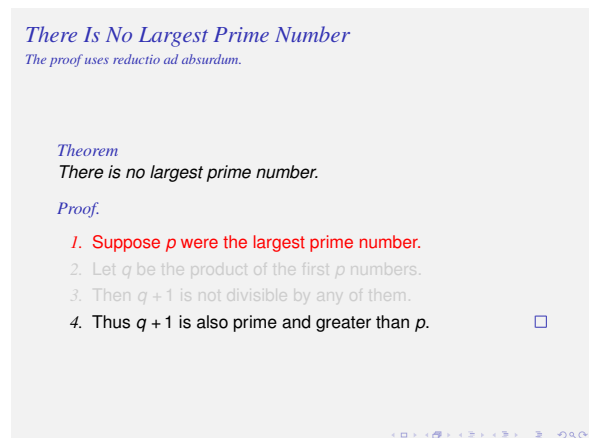 There Is No Largest Prime Number
The proof uses reductio ad absurdum.
Theorem
There is no largest prime number.
Proof.
1. Suppose p were the largest prime number.
2. Let q be the product of the first p numbers.
3. Then q + 1 is not divisible by any of them.
4. Thus q + 1 is also prime and greater than p.